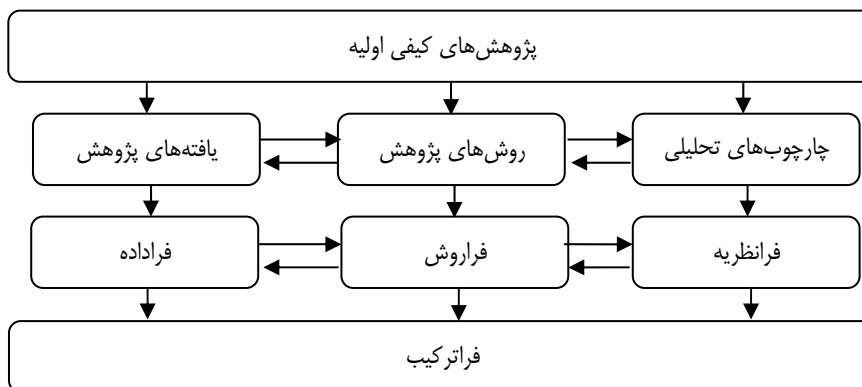 پژوهش‌های کیفی اولیه
چارچوب‌های تحلیلی
روش‌های پژوهش
یافته‌های پژوهش
فرانظریه
فراروش
فراداده
فراترکیب